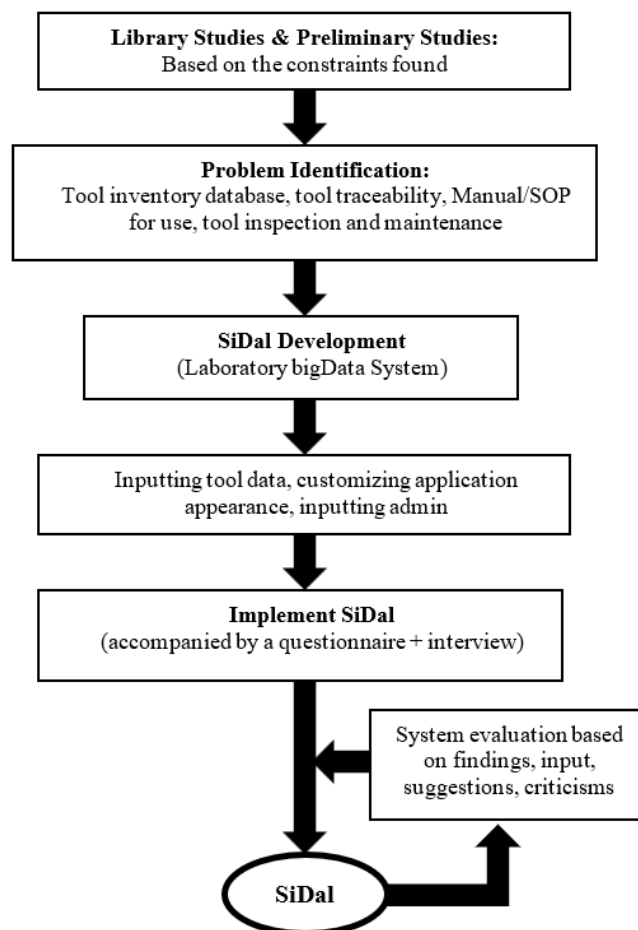 Library Studies & Preliminary Studies:
Based on the constraints found
Problem Identification:
Tool inventory database, tool traceability, Manual/SOP
for use, tool inspection and maintenance
SiDal Development
(Laboratory bigData System)
Inputting tool data, customizing application
appearance, inputting admin
Implement SiDal
(accompanied by a questionnaire + interview)
System evaluation based
on findings, input,
suggestions, criticisms
SiDal